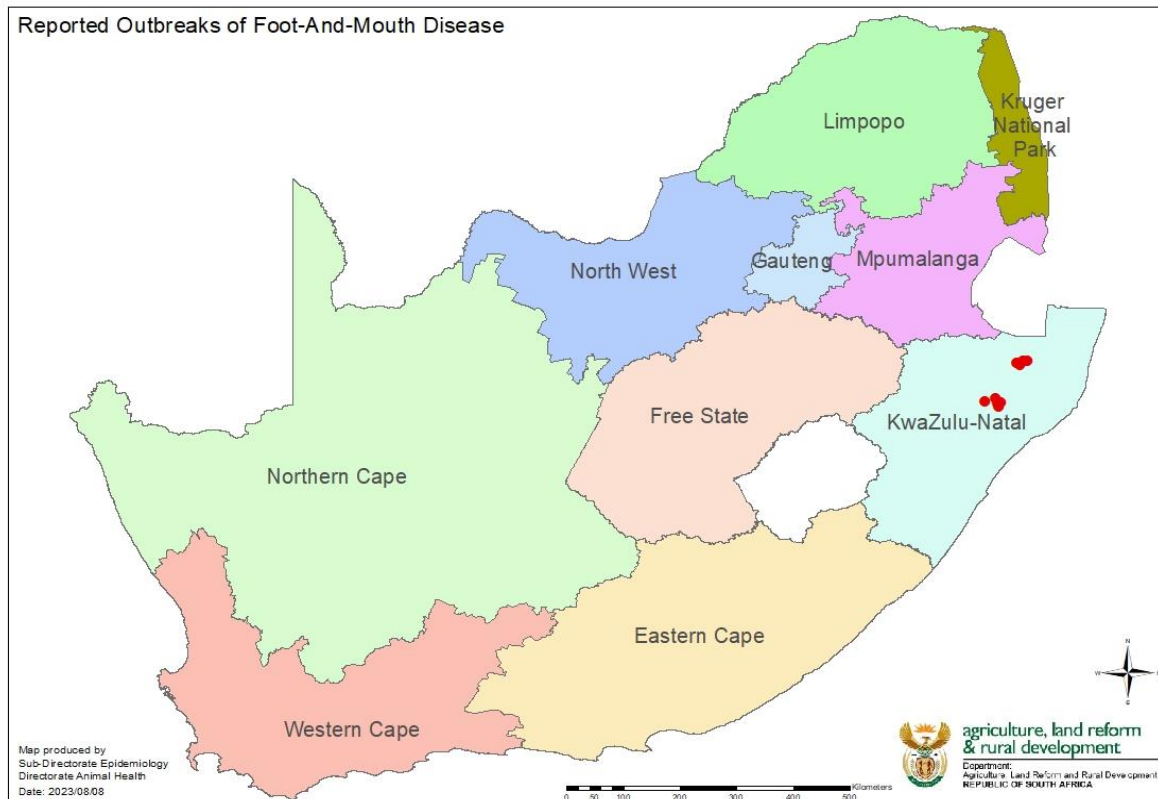 Reported Outbreaks of Foot-And-Mouth Disease
Limpopo
Kruger
National
Park
North West
Gauteng
Mpumalanga
Free State
KwaZulu-Natal
Northern Cape
Eastern Cape
Western Cape
N
W
S
Map produced by
Sub-Directorate Epidemiology
Directorate Animal Health
Date: 2023/08/08
Kilometers
0 50 100 200 300 400 500
agriculture, land reform
& rural development
Department:
Agriculture, Land Reform and Rural Development
REPUBLIC OF SOUTH AFRICA